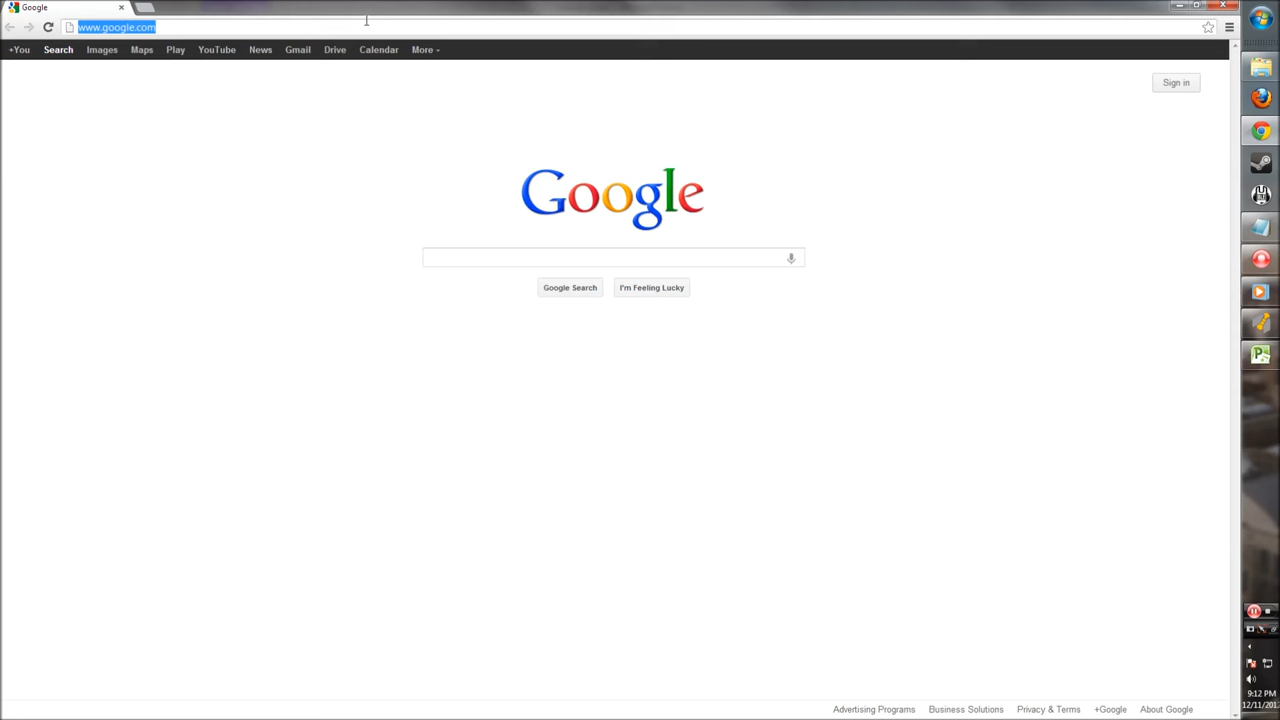 Google
www.google.com
+You Search Images Maps Play YouTube News Gmail Drive Calendar More
Sign in
Google
Google Search I'm Feeling Lucky
Advertising Programs Business Solutions Privacy & Terms +Google About Google
9:12 PM